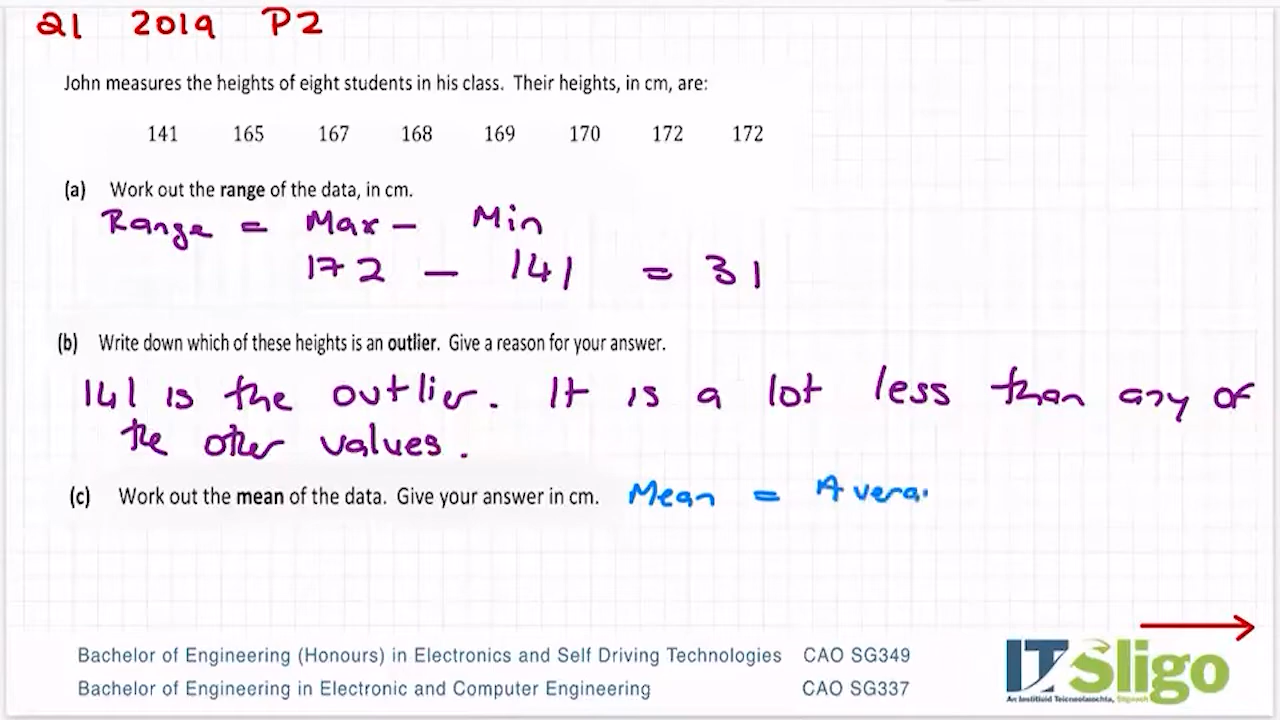 Q1 2019 P2
John measures the heights of eight students in his class. Their heights, in cm, are:
141 165 167 168 169 170 172 172
(a) Work out the range of the data, in cm.
Range = Max - Min
172 - 141 = 31
(b) Write down which of these heights is an outlier. Give a reason for your answer.
141 is the outlier. It is a lot less than any of
the other values.
(c) Work out the mean of the data. Give your answer in cm. Mean = Avera
Bachelor of Engineering (Honours) in Electronics and Self Driving Technologies CAO SG349
Bachelor of Engineering in Electronic and Computer Engineering CAO SG337
IT Sligo
An Institiúid Teicneolaíochta, Sligeach